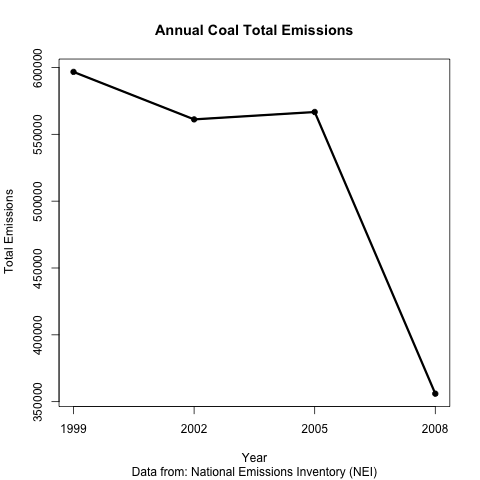 Annual Coal Total Emissions
Total Emissions
600000
550000
500000
450000
400000
350000
1999
2002
2005
2008
Year
Data from: National Emissions Inventory (NEI)